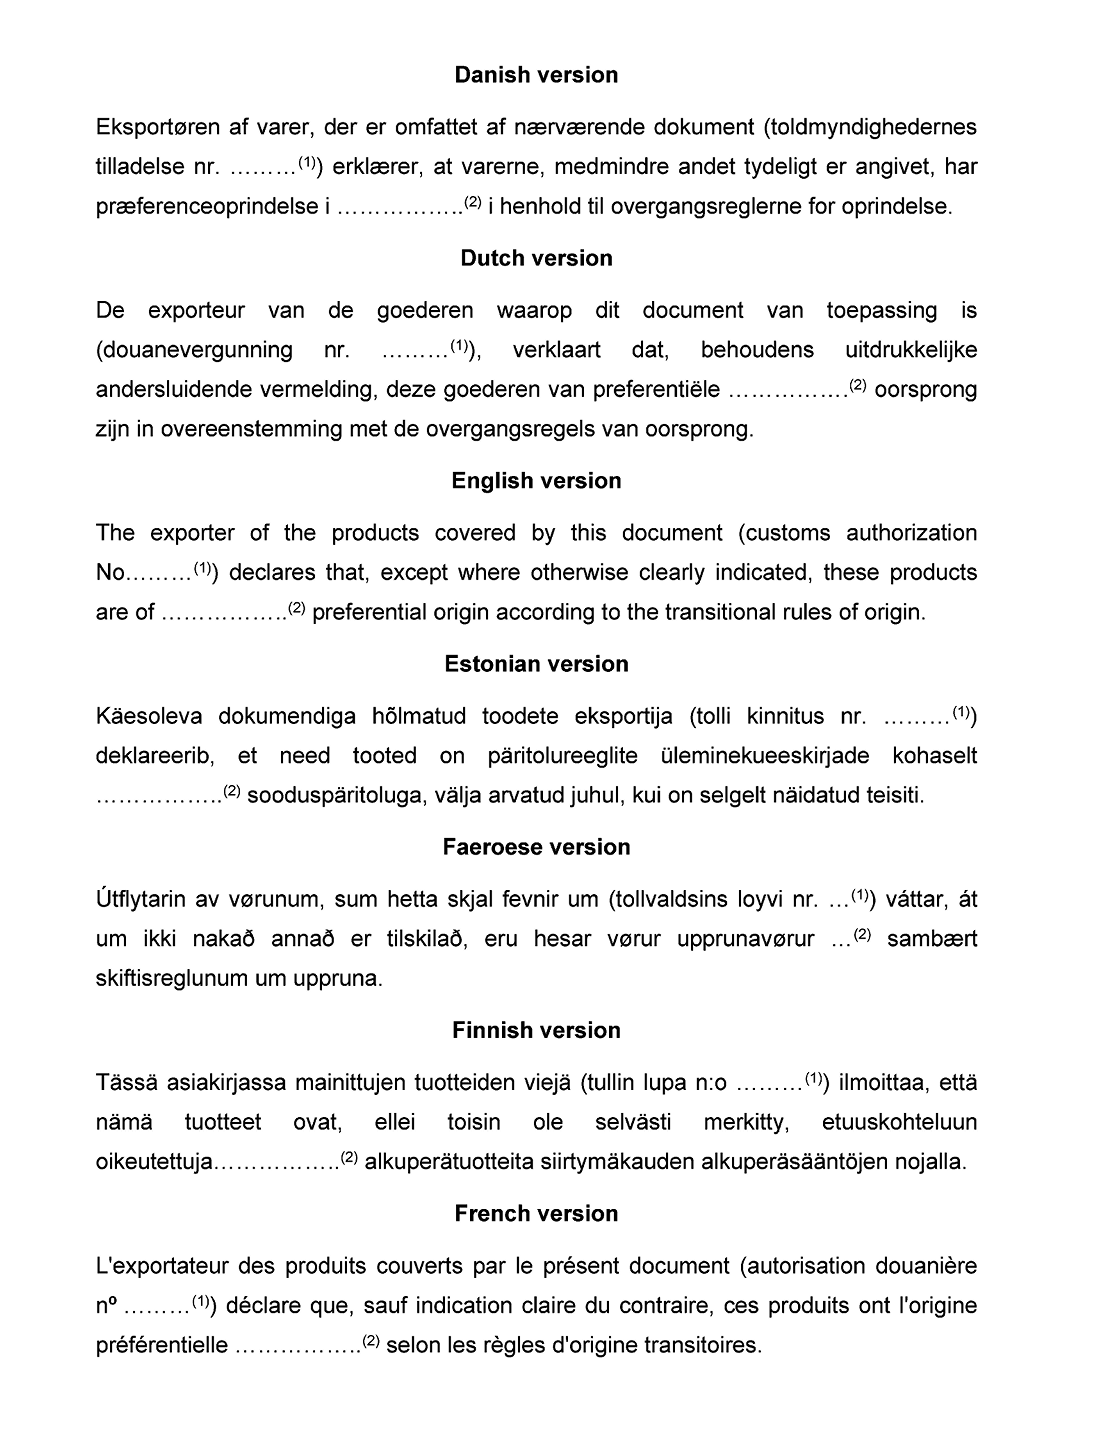 Danish version
Eksportøren af varer, der er omfattet af nærværende dokument (toldmyndighedernes
tilladelse nr. ………(1)) erklærer, at varerne, medmindre andet tydeligt er angivet, har
præferenceoprindelse i ……………..(2) i henhold til overgangsreglerne for oprindelse.
Dutch version
De exporteur van de goederen waarop dit document van toepassing is
(douanevergunning nr. ………(1)), verklaart dat, behoudens uitdrukkelijke
andersluidende vermelding, deze goederen van preferentiële …………….(2) oorsprong
zijn in overeenstemming met de overgangsregels van oorsprong.
English version
The exporter of the products covered by this document (customs authorization
No………(1)) declares that, except where otherwise clearly indicated, these products
are of ……………..(2) preferential origin according to the transitional rules of origin.
Estonian version
Käesoleva dokumendiga hõlmatud toodete eksportija (tolli kinnitus nr. ………(1))
deklareerib, et need tooted on päritolureeglite üleminekueeskirjade kohaselt
……………..(2) sooduspäritoluga, välja arvatud juhul, kui on selgelt näidatud teisiti.
Faeroese version
Útflytarin av vørunum, sum hetta skjal fevnir um (tollvaldsins loyvi nr. …(1)) váttar, át
um ikki nakað annað er tilskilað, eru hesar vørur upprunavørur …(2) sambært
skiftisreglunum um uppruna.
Finnish version
Tässä asiakirjassa mainittujen tuotteiden viejä (tullin lupa n:o ………(1)) ilmoittaa, että
nämä tuotteet ovat, ellei toisin ole selvästi merkitty, etuuskohteluun
oikeutettuja……………..(2) alkuperätuotteita siirtymäkauden alkuperäsääntöjen nojalla.
French version
L'exportateur des produits couverts par le présent document (autorisation douanière
nº ………(1)) déclare que, sauf indication claire du contraire, ces produits ont l'origine
préférentielle ……………..(2) selon les règles d'origine transitoires.